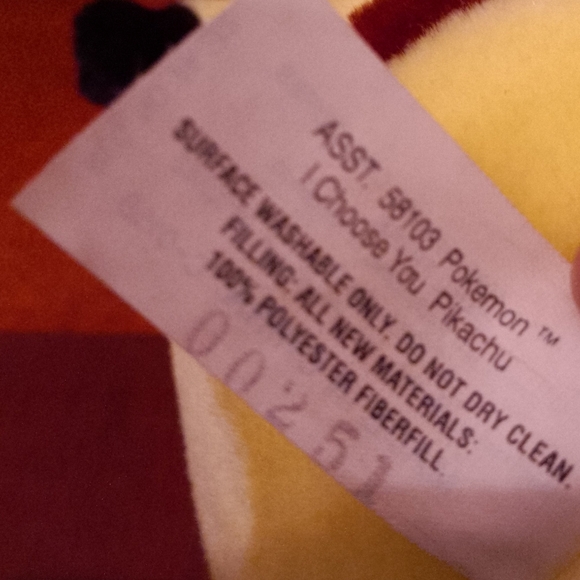 ASST. 58103 Pokemon ™
I Choose You Pikachu
SURFACE WASHABLE ONLY. DO NOT DRY CLEAN.
FILLING: ALL NEW MATERIALS:
100% POLYESTER FIBERFILL.
00251